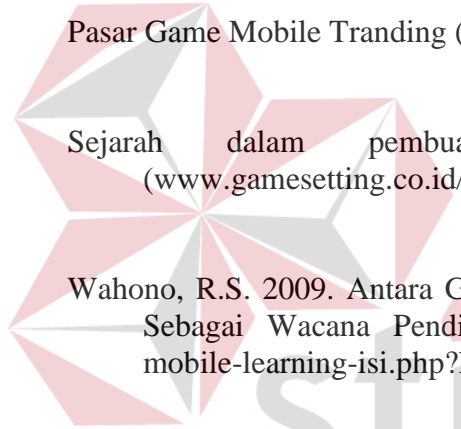 Pasar Game Mobile Tranding (
Sejarah dalam pembua
(www.gamesetting.co.id/
Wahono, R.S. 2009. Antara G
Sebagai Wacana Pendi
mobile-learning-isi.php?
sti